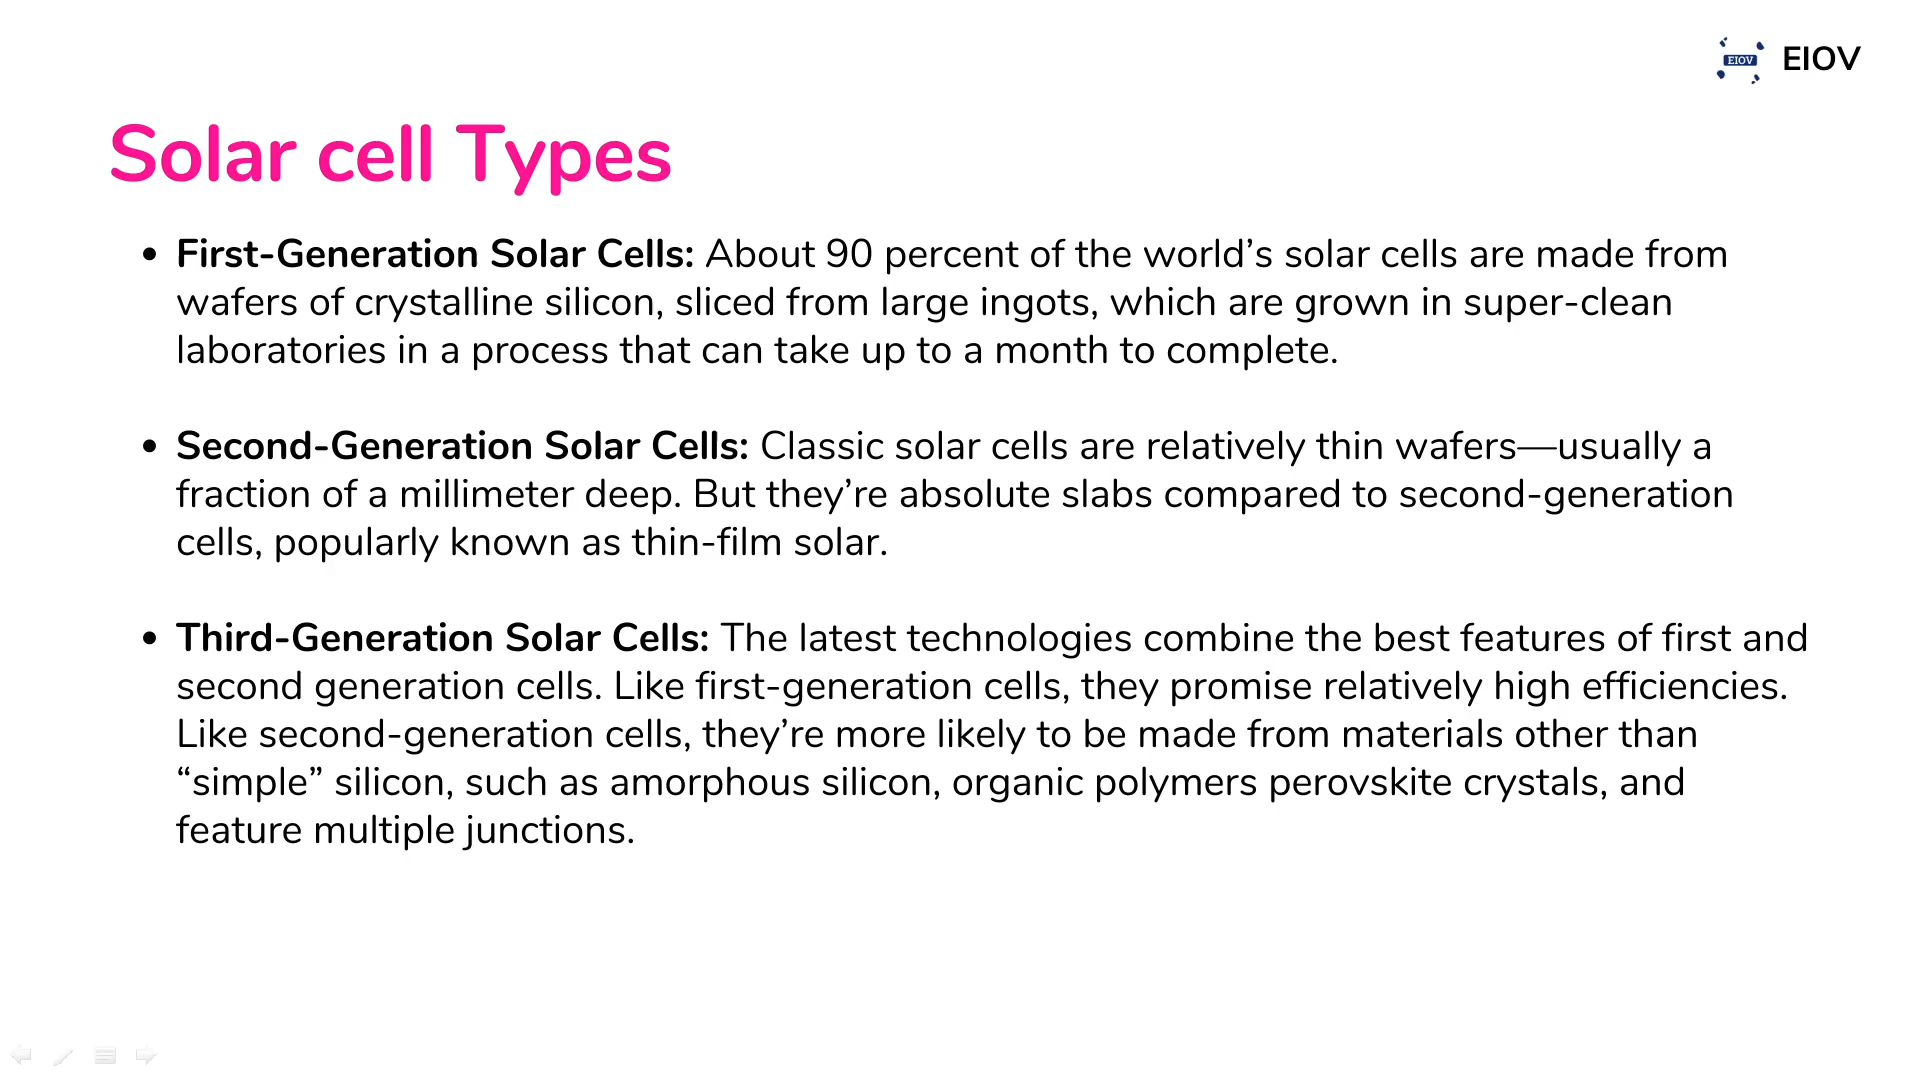 EIOV EIOV
Solar cell Types
• First-Generation Solar Cells: About 90 percent of the world’s solar cells are made from
wafers of crystalline silicon, sliced from large ingots, which are grown in super-clean
laboratories in a process that can take up to a month to complete.
• Second-Generation Solar Cells: Classic solar cells are relatively thin wafers—usually a
fraction of a millimeter deep. But they’re absolute slabs compared to second-generation
cells, popularly known as thin-film solar.
• Third-Generation Solar Cells: The latest technologies combine the best features of first and
second generation cells. Like first-generation cells, they promise relatively high efficiencies.
Like second-generation cells, they’re more likely to be made from materials other than
“simple” silicon, such as amorphous silicon, organic polymers perovskite crystals, and
feature multiple junctions.